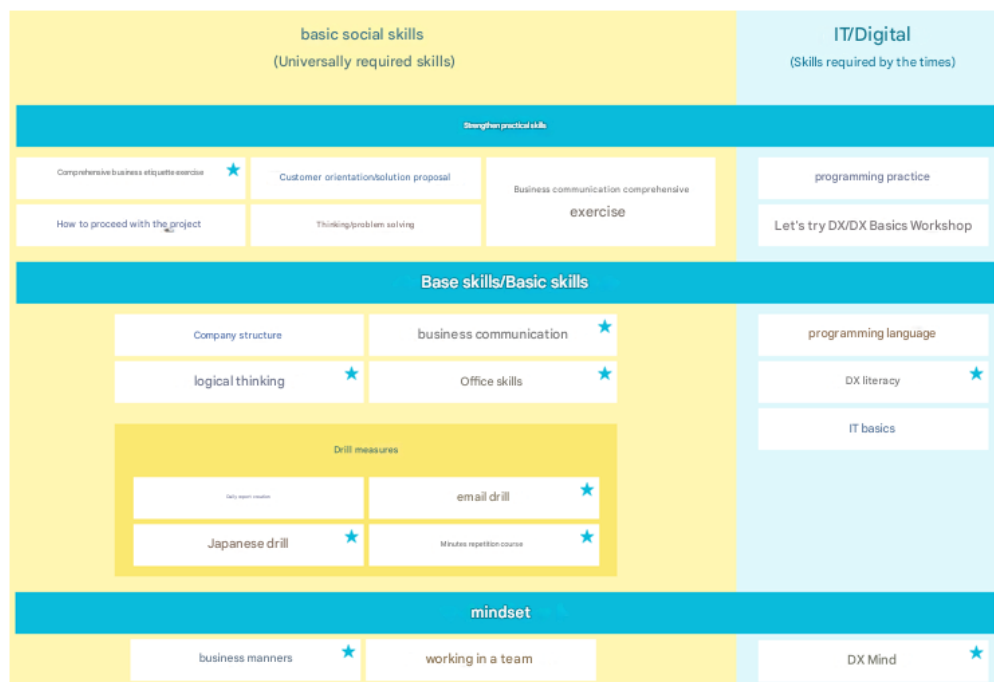 basic social skills
(Universally required skills)
IT/Digital
(Skills required by the times)
Strengthen practical skills
Comprehensive business etiquette exercise
Customer orientation/solution proposal
Business communication comprehensive
exercise
How to proceed with the project
Thinking/problem solving
programming practice
Let's try DX/DX Basics Workshop
Base skills/Basic skills
Company structure
business communication
logical thinking
Office skills
programming language
DX literacy
IT basics
Drill measures
Daily report creation
email drill
Japanese drill
Minutes repetition course
mindset
business manners
working in a team
DX Mind